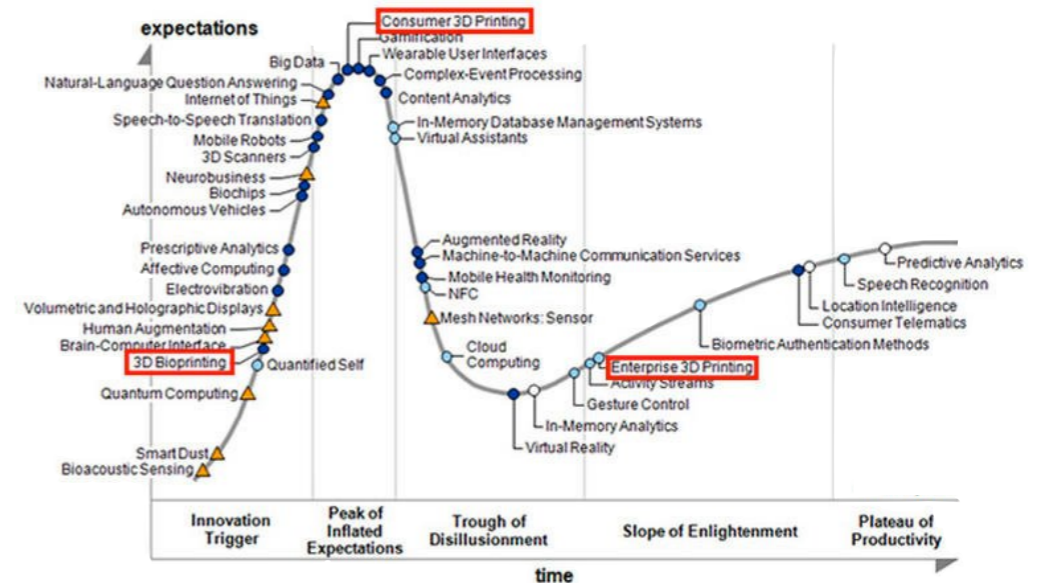 expectations
Consumer 3D Printing
Gamification
Wearable User Interfaces
Big Data
Complex-Event Processing
Natural-Language Question Answering
Content Analytics
Internet of Things
Speech-to-Speech Translation
In-Memory Database Management Systems
Mobile Robots
Virtual Assistants
3D Scanners
Neurobusiness
Biochips
Autonomous Vehicles
Prescriptive Analytics
Augmented Reality
Machine-to-Machine Communication Services
Affective Computing
Mobile Health Monitoring
Electrovibration
NFC
Volumetric and Holographic Displays
Mesh Networks: Sensor
Human Augmentation
Brain-Computer Interface
Cloud
Computing
3D Bioprinting
Quantified Self
Quantum Computing
Smart Dust
Bioacoustic Sensing
Predictive Analytics
Speech Recognition
Location Intelligence
Consumer Telematics
Biometric Authentication Methods
Enterprise 3D Printing
Activity Streams
Gesture Control
In-Memory Analytics
Virtual Reality
Innovation
Trigger
Peak of
Inflated
Expectations
Trough of
Disillusionment
Slope of Enlightenment
Plateau of
Productivity
time